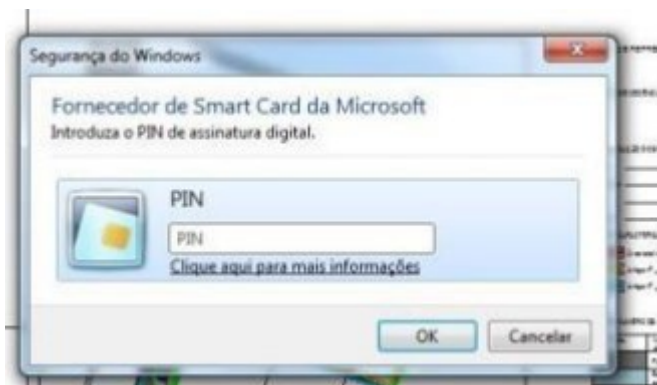 Segurança do Windows
Fornecedor de Smart Card da Microsoft
Introduza o PIN de assinatura digital.
PIN
PIN
Clique aqui para mais informações
OK
Cancelar